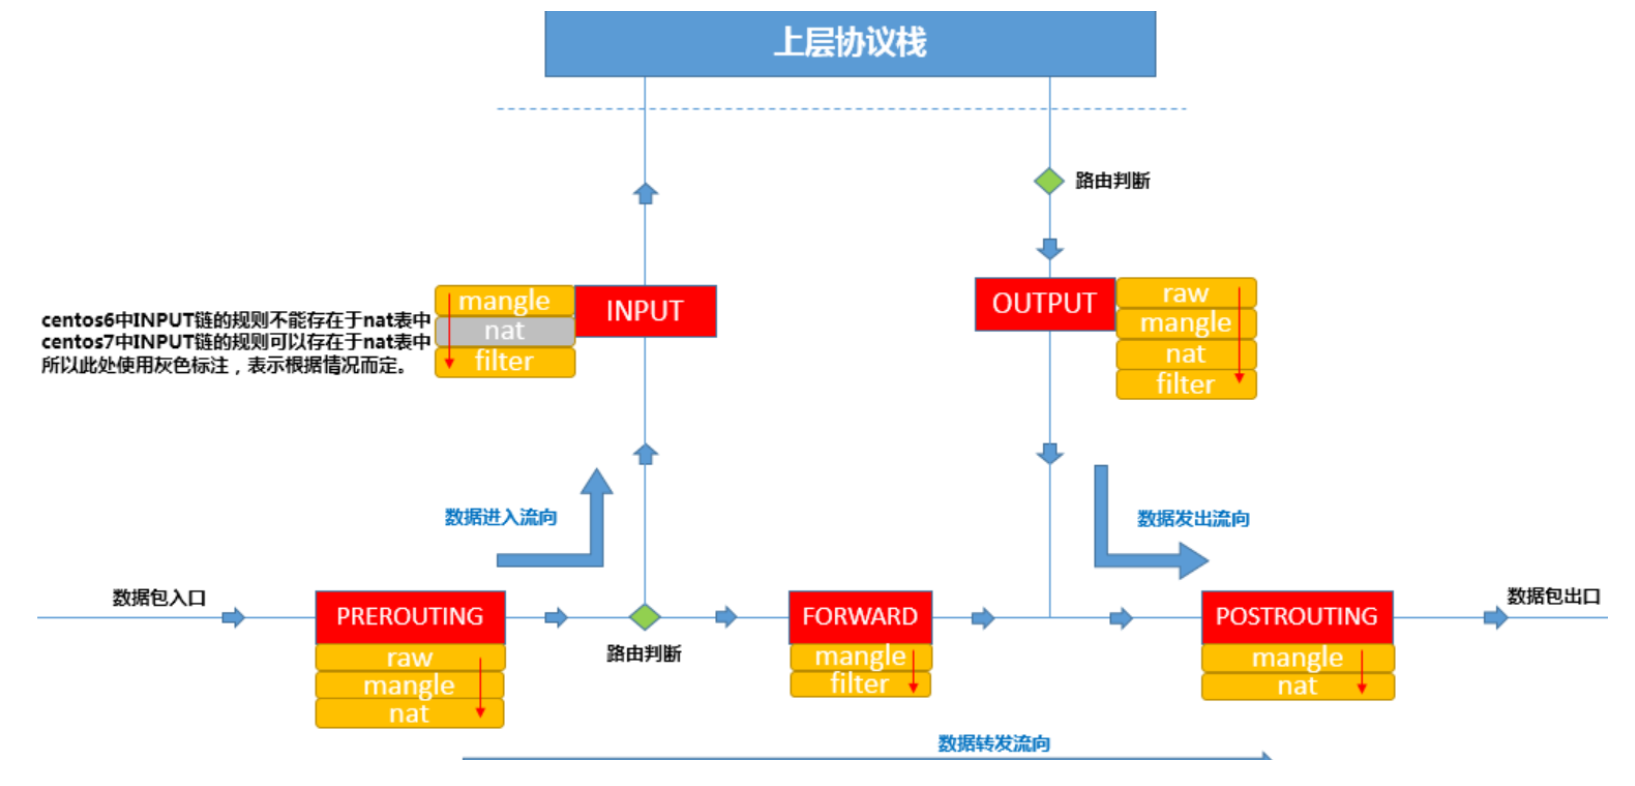 上层协议栈
路由判断
mangle
nat
filter
INPUT
OUTPUT
raw
mangle
nat
filter
centos6中INPUT链的规则不能存在于nat表中
centos7中INPUT链的规则可以存在于nat表中
所以此处使用灰色标注，表示根据情况而定。
数据进入流向
数据发出流向
数据包入口
PREROUTING
raw
mangle
nat
路由判断
FORWARD
mangle
filter
POSTROUTING
mangle
nat
数据包出口
数据转发流向